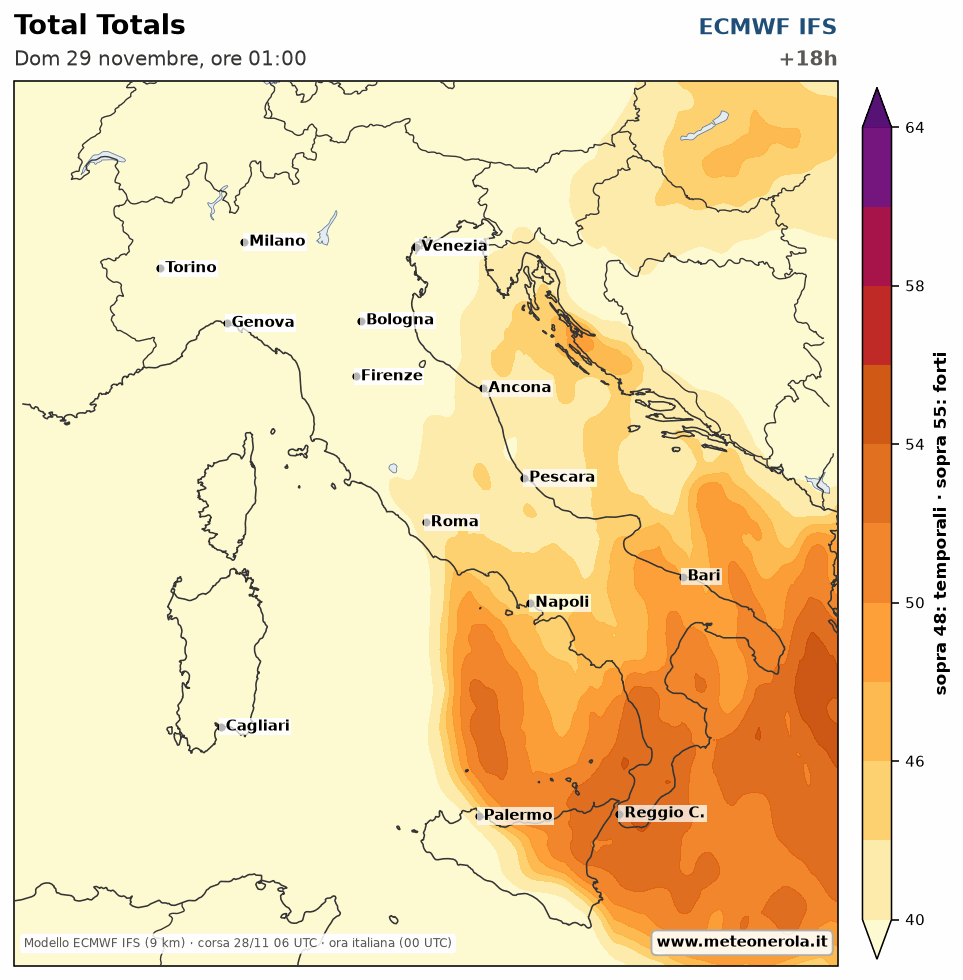 Total Totals
ECMWF IFS
Dom 29 novembre, ore 01:00
+18h
Milano
Venezia
Torino
Genova
Bologna
Firenze
Ancona
Pescara
Roma
Bari
Napoli
Cagliari
Palermo
Reggio C.
64
58
54
50
46
40
sopra 48: temporali · sopra 55: forti
Modello ECMWF IFS (9 km) · corsa 28/11 06 UTC · ora italiana (00 UTC)
www.meteonerola.it